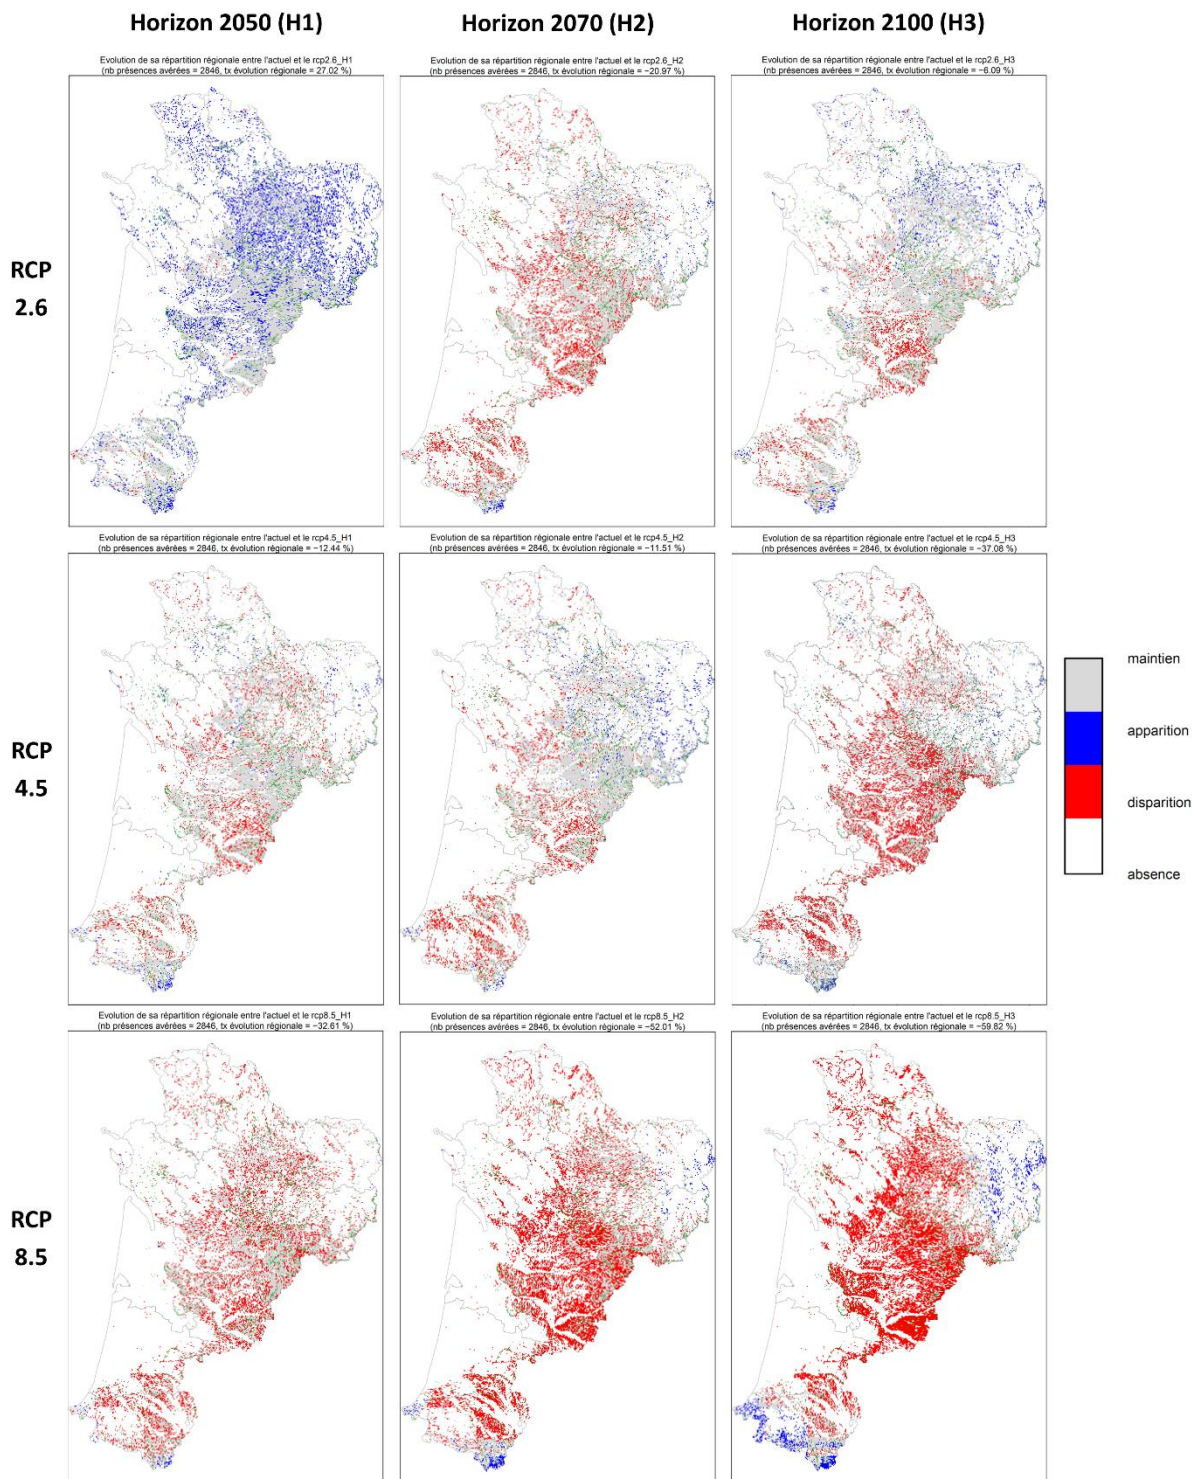 Horizon 2050 (H1)
Horizon 2070 (H2)
Horizon 2100 (H3)
Evolution de sa répartition régionale entre l'actuel et le rcp2.6_H1
(nb présences avérées = 2846, tx évolution régionale = 27.02 %)
Evolution de sa répartition régionale entre l'actuel et le rcp2.6_H2
(nb présences avérées = 2846, tx évolution régionale = −20.97 %)
Evolution de sa répartition régionale entre l'actuel et le rcp2.6_H3
(nb présences avérées = 2846, tx évolution régionale = −6.09 %)
RCP
2.6
Evolution de sa répartition régionale entre l'actuel et le rcp4.5_H1
(nb présences avérées = 2846, tx évolution régionale = −12.44 %)
Evolution de sa répartition régionale entre l'actuel et le rcp4.5_H2
(nb présences avérées = 2846, tx évolution régionale = −11.51 %)
Evolution de sa répartition régionale entre l'actuel et le rcp4.5_H3
(nb présences avérées = 2846, tx évolution régionale = −37.08 %)
RCP
4.5
maintien
apparition
disparition
absence
Evolution de sa répartition régionale entre l'actuel et le rcp8.5_H1
(nb présences avérées = 2846, tx évolution régionale = −32.61 %)
Evolution de sa répartition régionale entre l'actuel et le rcp8.5_H2
(nb présences avérées = 2846, tx évolution régionale = −52.01 %)
Evolution de sa répartition régionale entre l'actuel et le rcp8.5_H3
(nb présences avérées = 2846, tx évolution régionale = −59.82 %)
RCP
8.5